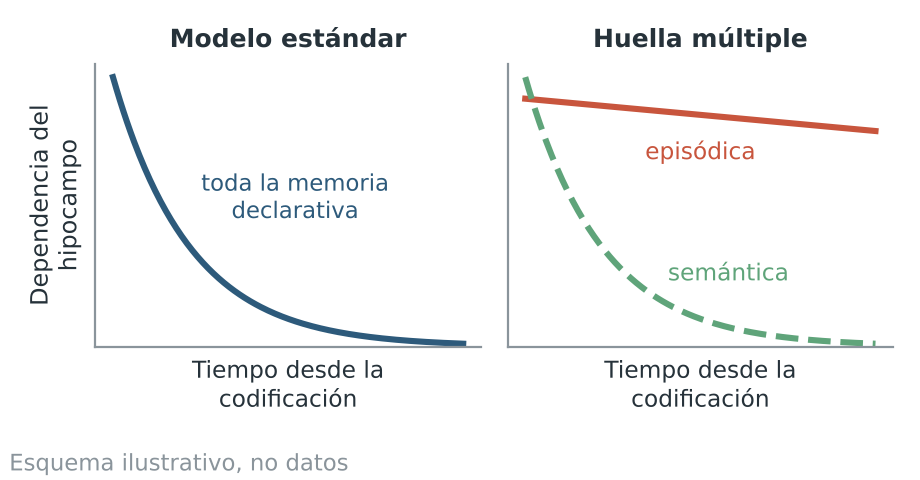 Modelo estándar
Dependencia del
hipocampo
toda la memoria
declarativa
Tiempo desde la
codificación
Huella múltiple
episódica
semántica
Tiempo desde la
codificación
Esquema ilustrativo, no datos